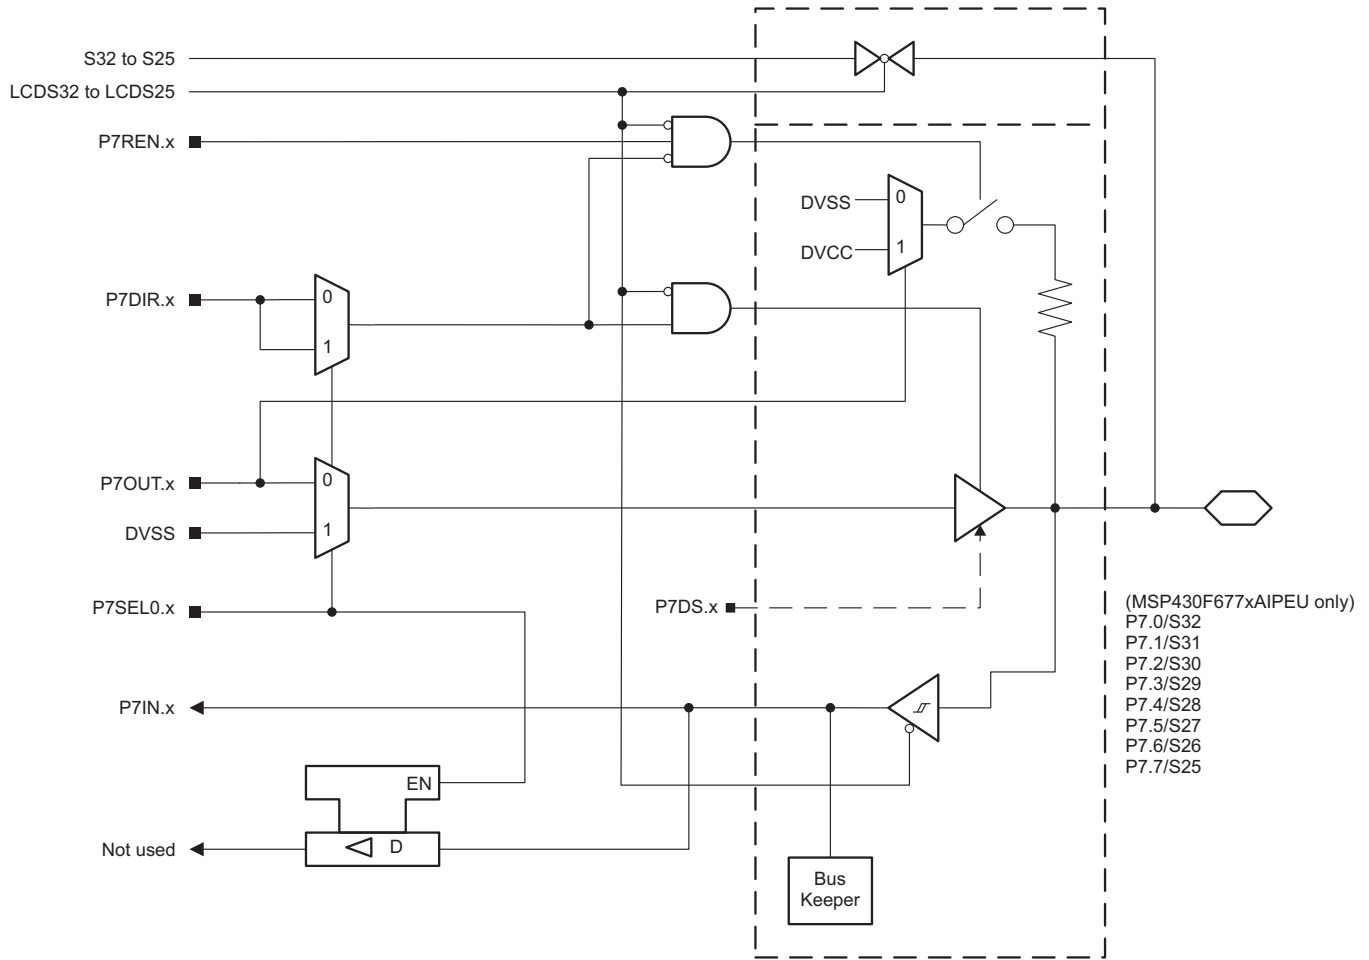 S32 to S25
LCDS32 to LCDS25
P7REN.x
DVSS
0
DVCC
1
P7DIR.x
0
1
P7OUT.x
0
DVSS
1
P7SEL0.x
P7DS.x
(MSP430F677xAIPEU only)
P7.0/S32
P7.1/S31
P7.2/S30
P7.3/S29
P7.4/S28
P7.5/S27
P7.6/S26
P7.7/S25
P7IN.x
EN
Not used
D
Bus
Keeper